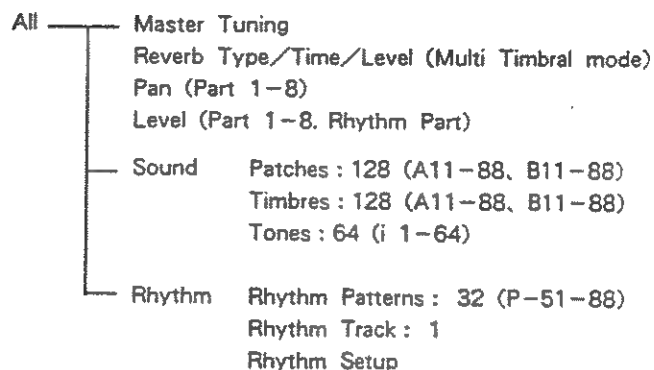 All Master Tuning
Reverb Type/Time/Level (Multi Timbral mode)
Pan (Part 1-8)
Level (Part 1-8. Rhythm Part)
Sound Patches : 128 (A11-88, B11-88)
Timbres : 128 (A11-88, B11-88)
Tones : 64 (i 1-64)
Rhythm Rhythm Patterns : 32 (P-51-88)
Rhythm Track : 1
Rhythm Setup